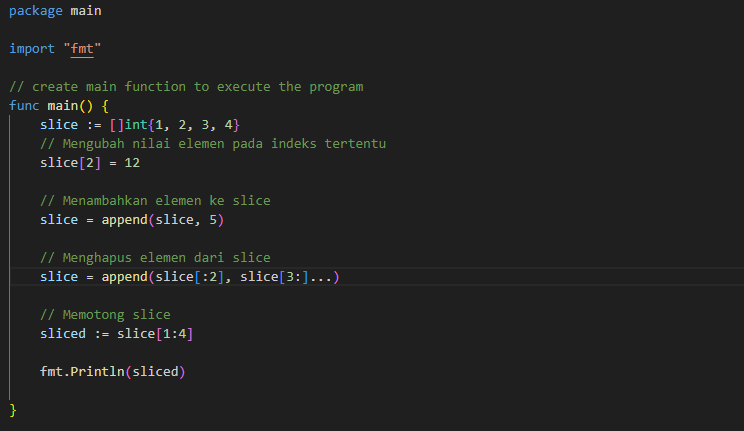 package main
import "fmt"
// create main function to execute the program
func main() {
slice := []int{1, 2, 3, 4}
// Mengubah nilai elemen pada indeks tertentu
slice[2] = 12
// Menambahkan elemen ke slice
slice = append(slice, 5)
// Menghapus elemen dari slice
slice = append(slice[:2], slice[3:]...)
// Memotong slice
sliced := slice[1:4]
fmt.Println(sliced)
}